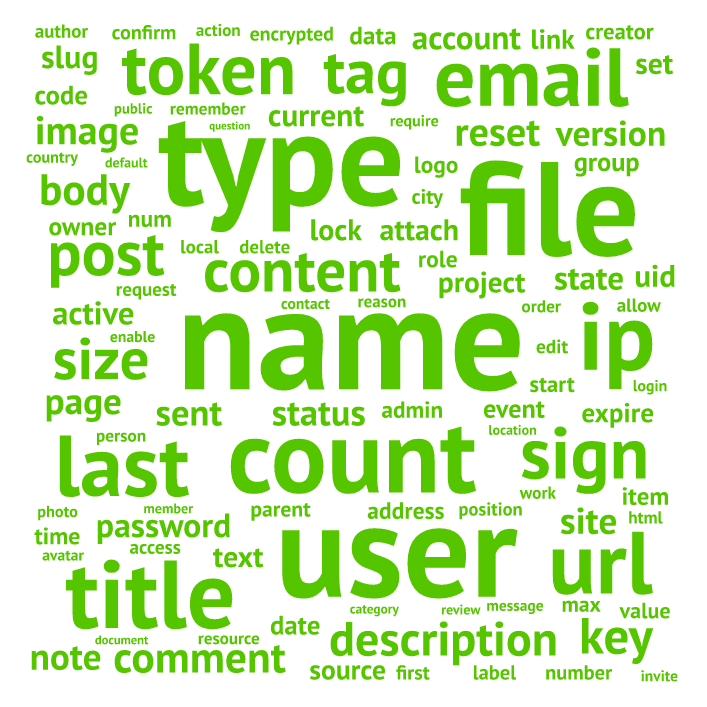 author confirm action encrypted data account link creator
slug token tag email set
code public remember current require
image question type reset version
country default logo file group
body city
owner num lock attach
post local delete content role project state uid
request contact reason order allow
active name ip
enable edit
size start login
page sent status admin event expire
person location
last count sign
photo member work item
time password parent address position site html
avatar access text user url
title category review message max value
document resource date description key
note comment source first label number invite